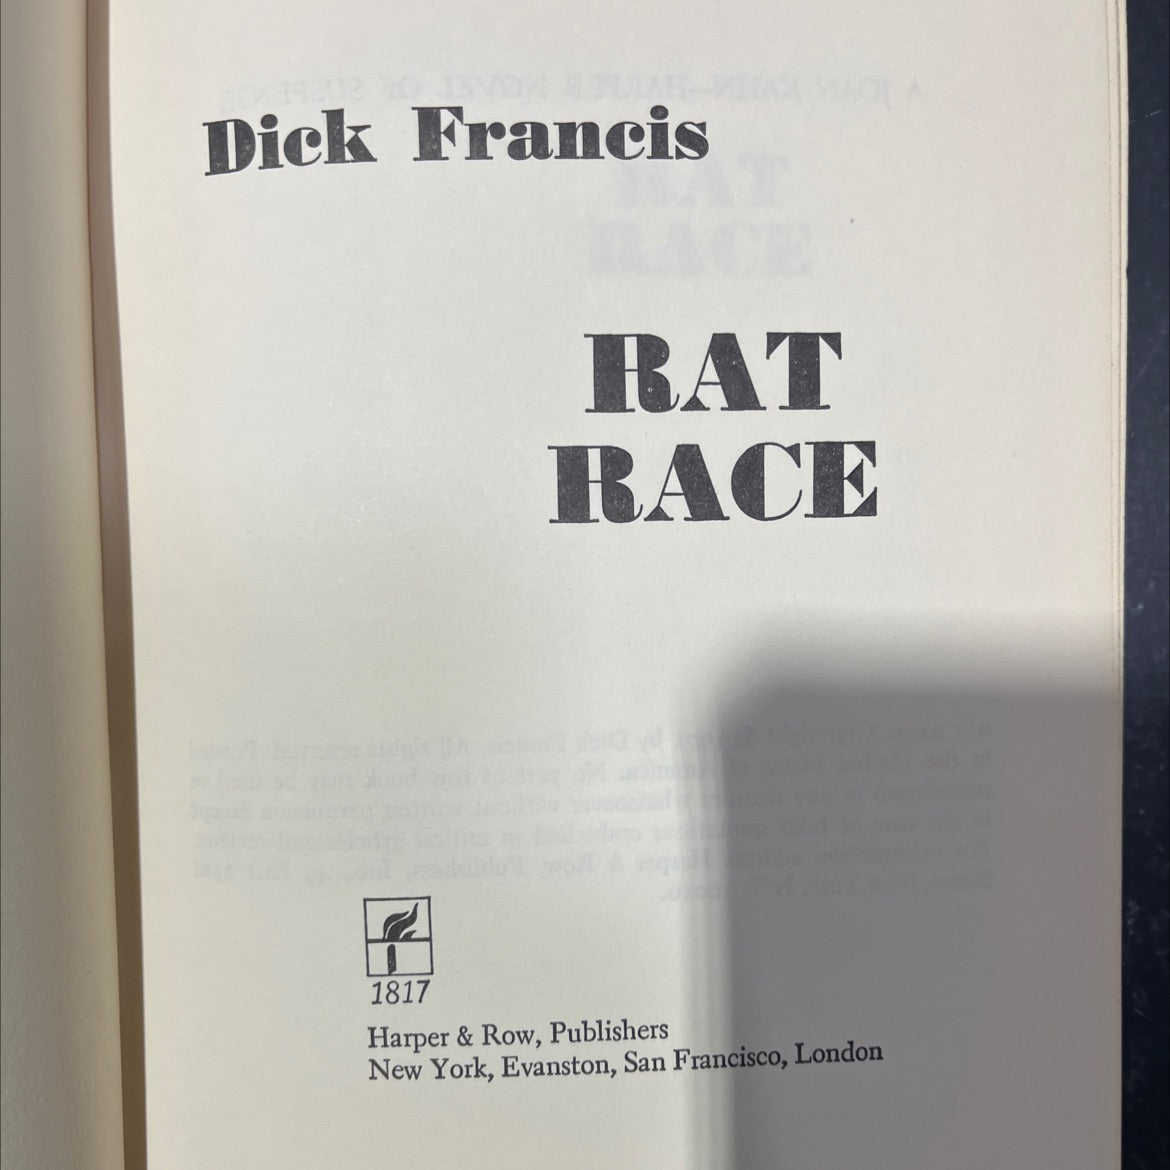 Dick Francis
RAT
RACE
1817
Harper & Row, Publishers
New York, Evanston, San Francisco, London